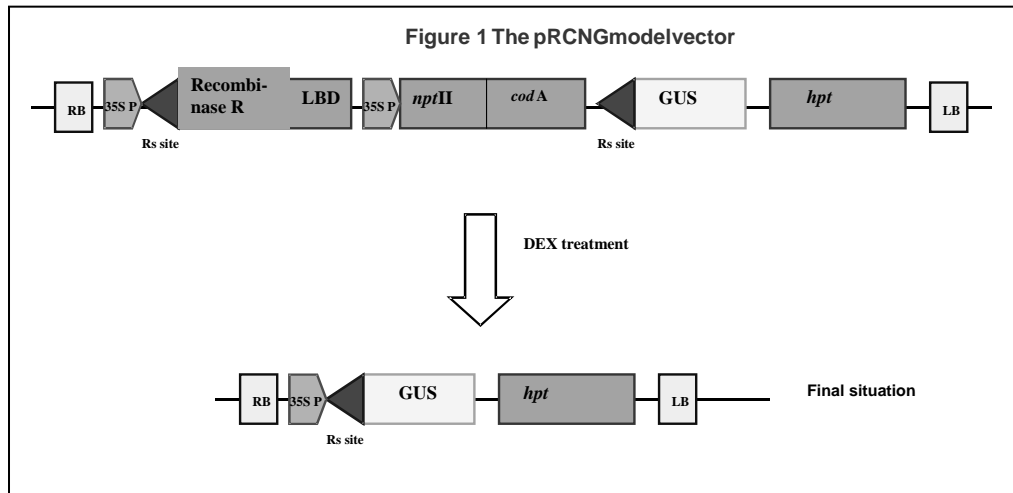 Figure 1 The pRCNGmodelvector
RB
35S P
Recombi-
nase R
LBD
35S P
nptII
cod A
GUS
hpt
LB
Rs site
Rs site
DEX treatment
RB
35S P
GUS
hpt
LB
Final situation
Rs site